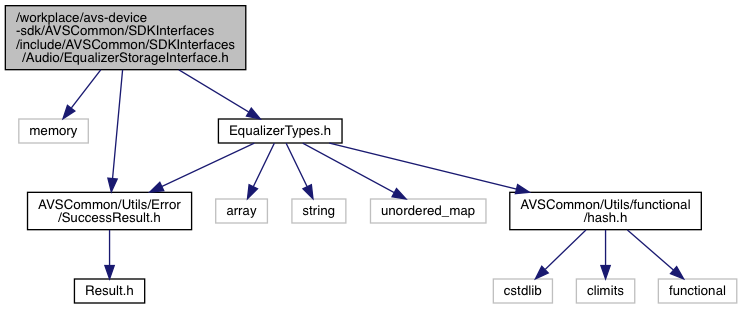 /workplace/avs-device
-sdk/AVSCommon/SDKInterfaces
/include/AVSCommon/SDKInterfaces
/Audio/EqualizerStorageInterface.h
memory
EqualizerTypes.h
AVSCommon/Utils/Error
/SuccessResult.h
array
string
unordered_map
AVSCommon/Utils/functional
/hash.h
Result.h
cstdlib
climits
functional